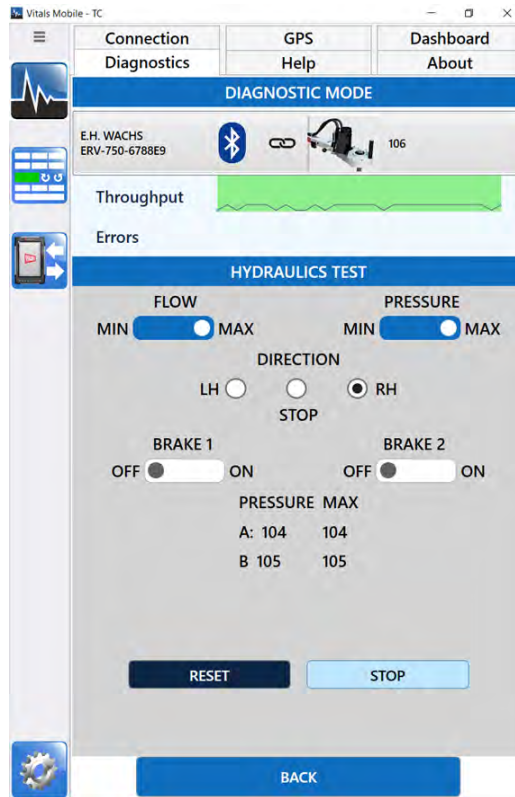 Vitals Mobile - TC
Connection GPS Dashboard
Diagnostics Help About
DIAGNOSTIC MODE
E.H. WACHS
ERV-750-6788E9
106
Throughput
Errors
HYDRAULICS TEST
FLOW PRESSURE
MIN MAX MIN MAX
DIRECTION
LH RH
STOP
BRAKE 1 BRAKE 2
OFF ON OFF ON
PRESSURE MAX
A: 104 104
B 105 105
RESET STOP
BACK